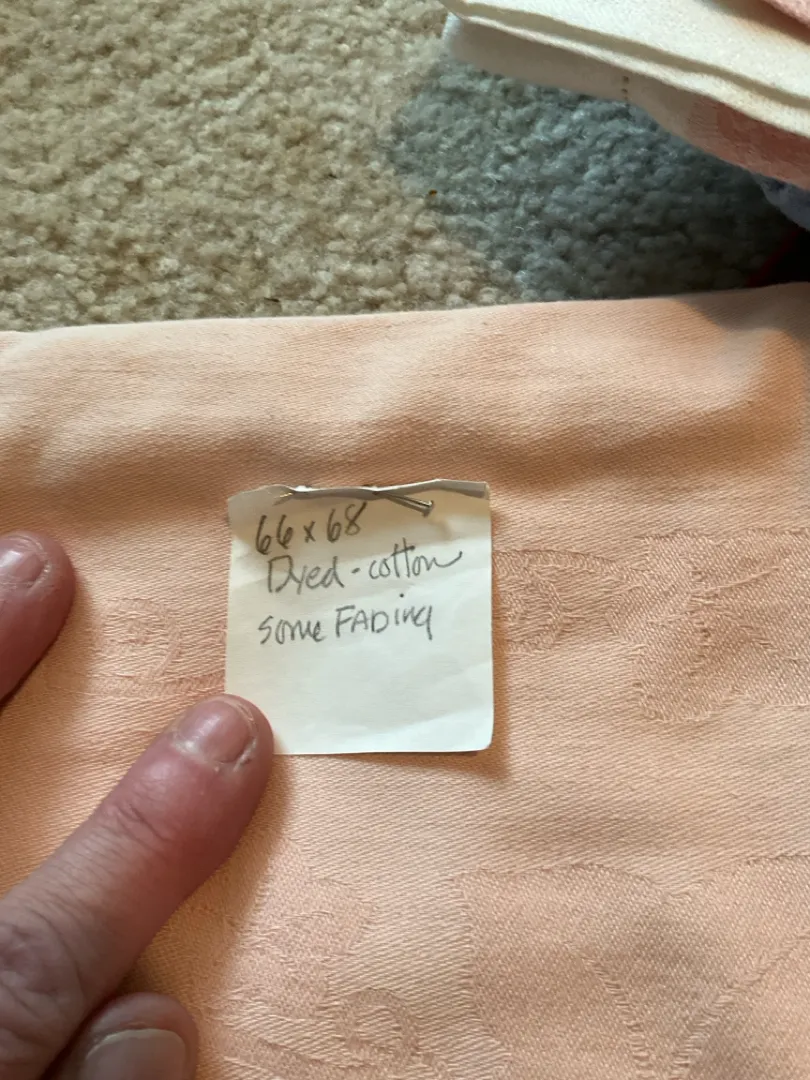 66 x 68
Dyed - cotton
some FADing